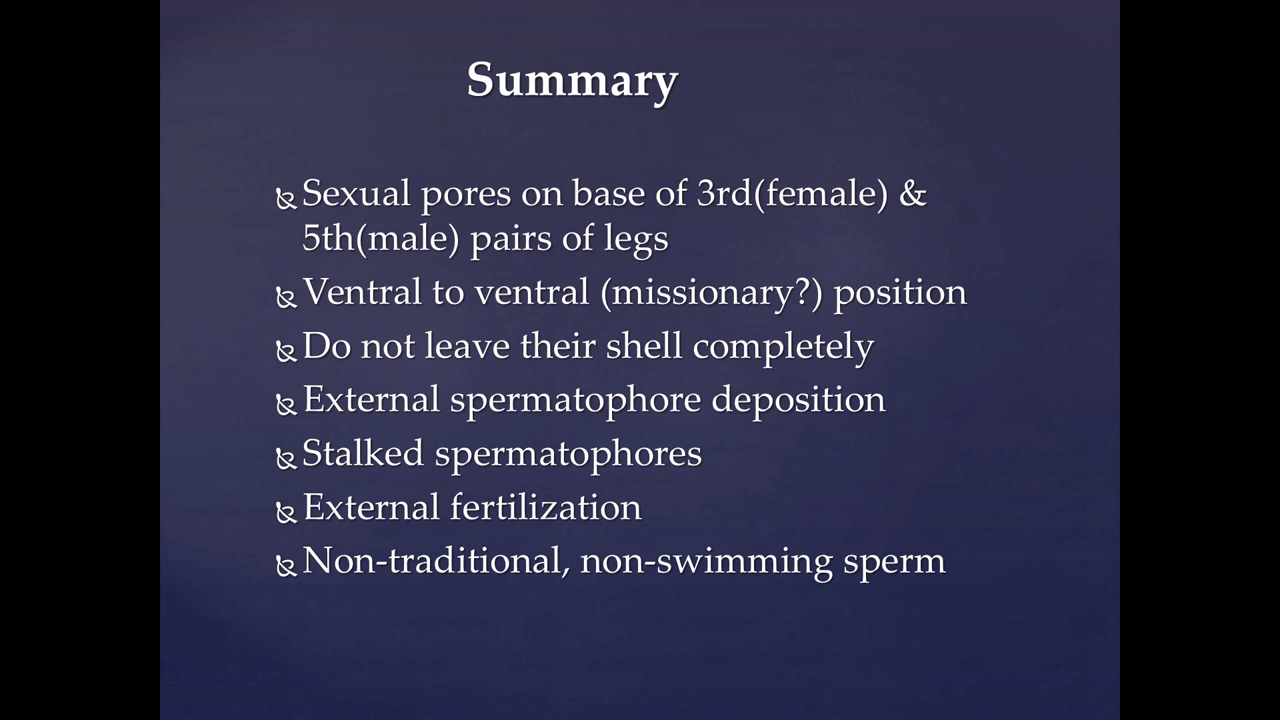 Summary
Sexual pores on base of 3rd(female) &
5th(male) pairs of legs
Ventral to ventral (missionary?) position
Do not leave their shell completely
External spermatophore deposition
Stalked spermatophores
External fertilization
Non-traditional, non-swimming sperm